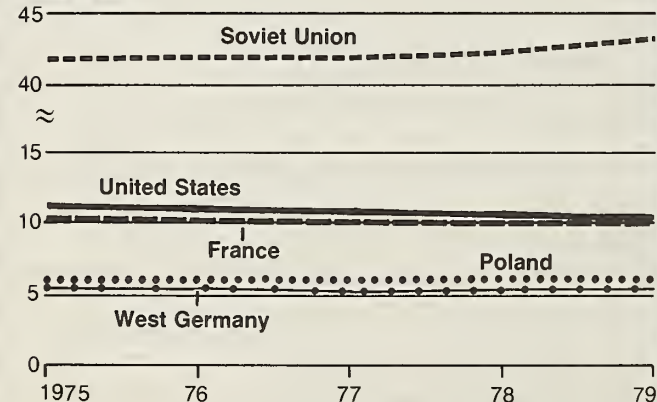 45
Soviet Union
40
≈
15
United States
10
France
Poland
5
West Germany
0
1975 76 77 78 79